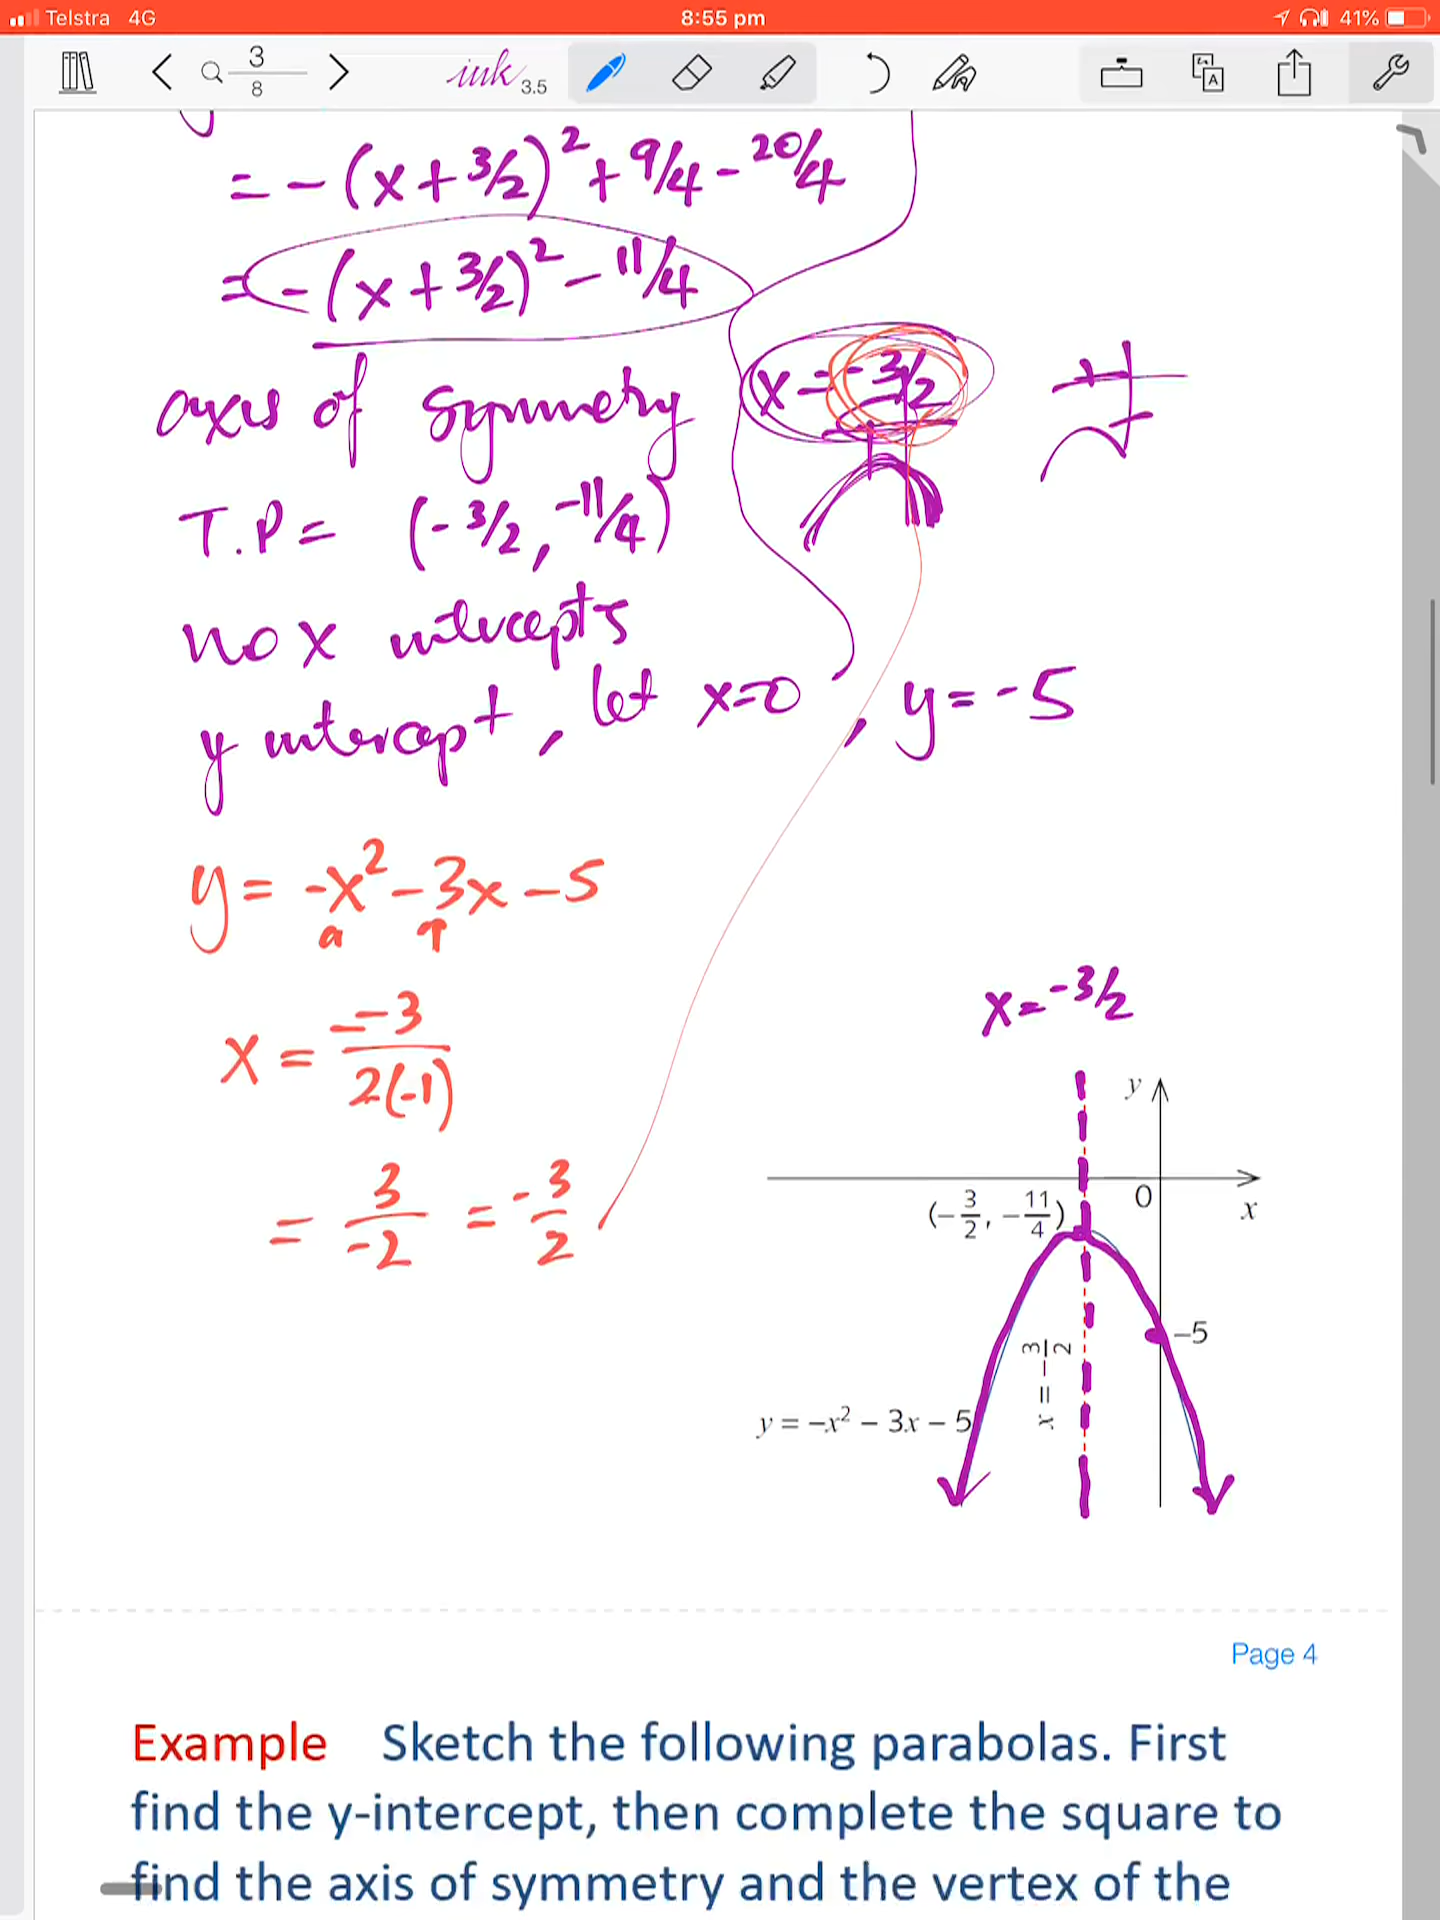 Telstra 4G 8:55 pm 41%
3/8 ink 3.5
= -(x+3/2)² + 9/4 - 20/4
= -(x+3/2)² - 11/4
axis of symmetry x = -3/2
T.P = (-3/2, -11/4)
no x intercepts
y intercept, let x=0, y=-5
y = -x² - 3x - 5
a
x = --3/2(-1)
= 3/-2 = -3/2
x = -3/2
y
0
x
(-3/2, -11/4)
-5
x = -3/2
y = -x² - 3x - 5
Page 4
Example Sketch the following parabolas. First
find the y-intercept, then complete the square to
find the axis of symmetry and the vertex of the